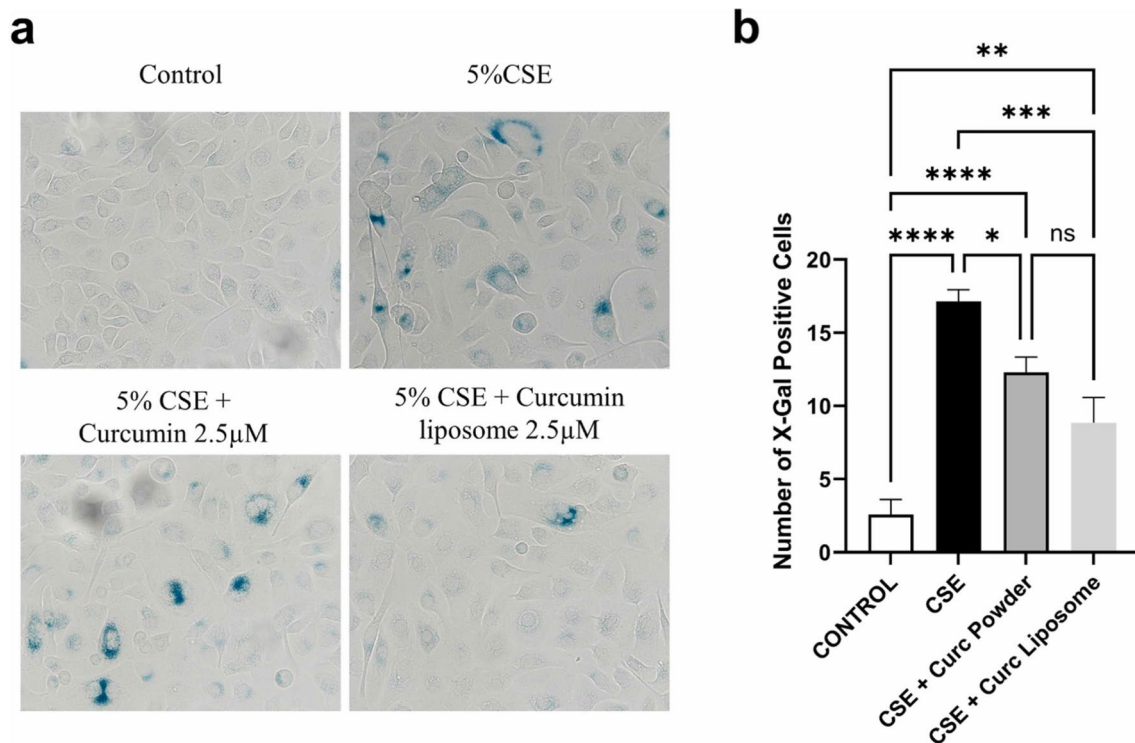 a
Control
5%CSE
5% CSE +
Curcumin 2.5µM
5% CSE + Curcumin
liposome 2.5µM
b
**
***
****
**** * ns
Number of X-Gal Positive Cells
20
15
10
5
0
CONTROL
CSE
CSE + Curc Powder
CSE + Curc Liposome